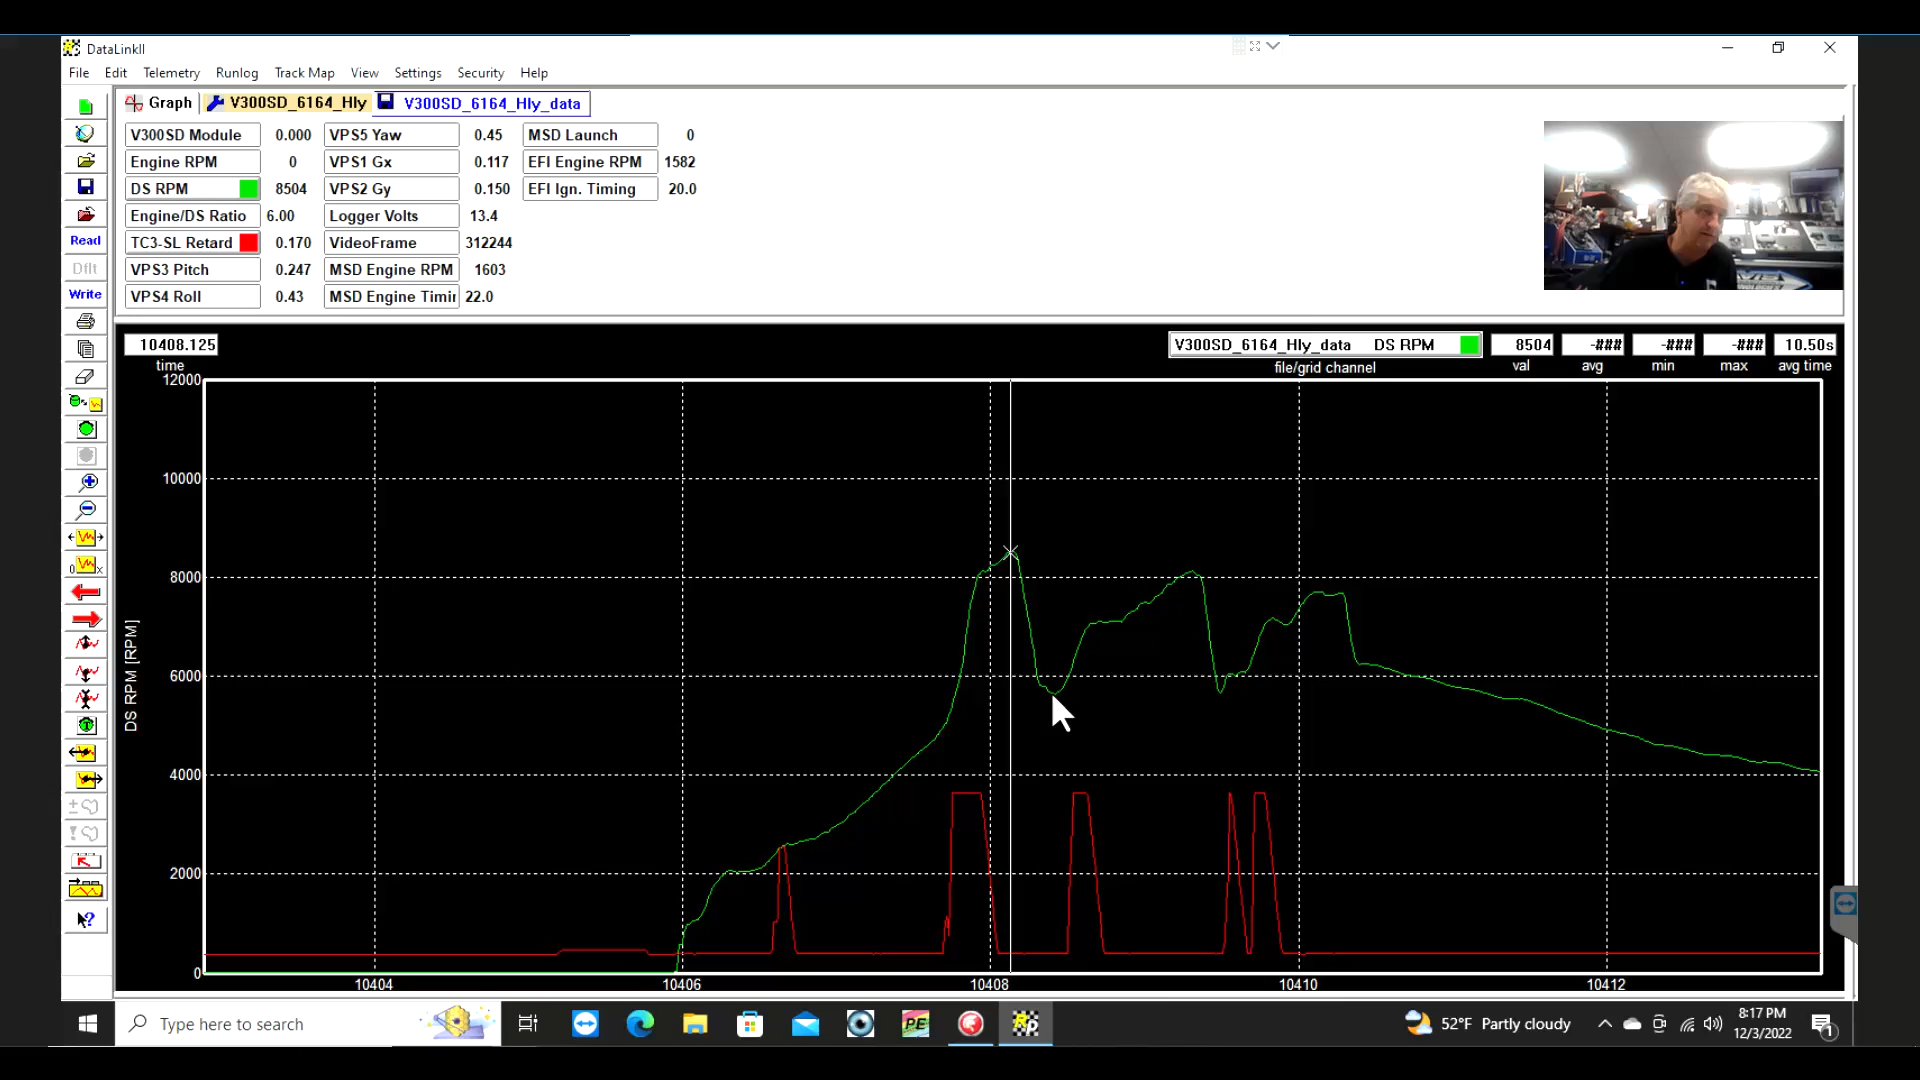 DataLinkII
File Edit Telemetry Runlog Track Map View Settings Security Help
Graph V300SD_6164_Hly V300SD_6164_Hly_data
V300SD Module 0.000 VPS5 Yaw 0.45 MSD Launch 0
Engine RPM 0 VPS1 Gx 0.117 EFI Engine RPM 1582
DS RPM 8504 VPS2 Gy 0.150 EFI Ign. Timing 20.0
Engine/DS Ratio 6.00 Logger Volts 13.4
TC3-SL Retard 0.170 VideoFrame 312244
VPS3 Pitch 0.247 MSD Engine RPM 1603
VPS4 Roll 0.43 MSD Engine Timir 22.0
Read
Dflt
Write
10408.125 V300SD_6164_Hly_data DS RPM 8504 -### -### -### 10.50s
time file/grid channel val avg min max avg time
12000
10000
8000
6000
4000
2000
0
DS RPM [RPM]
10404 10406 10408 10410 10412
Type here to search
PE
52°F Partly cloudy
8:17 PM
12/3/2022
1